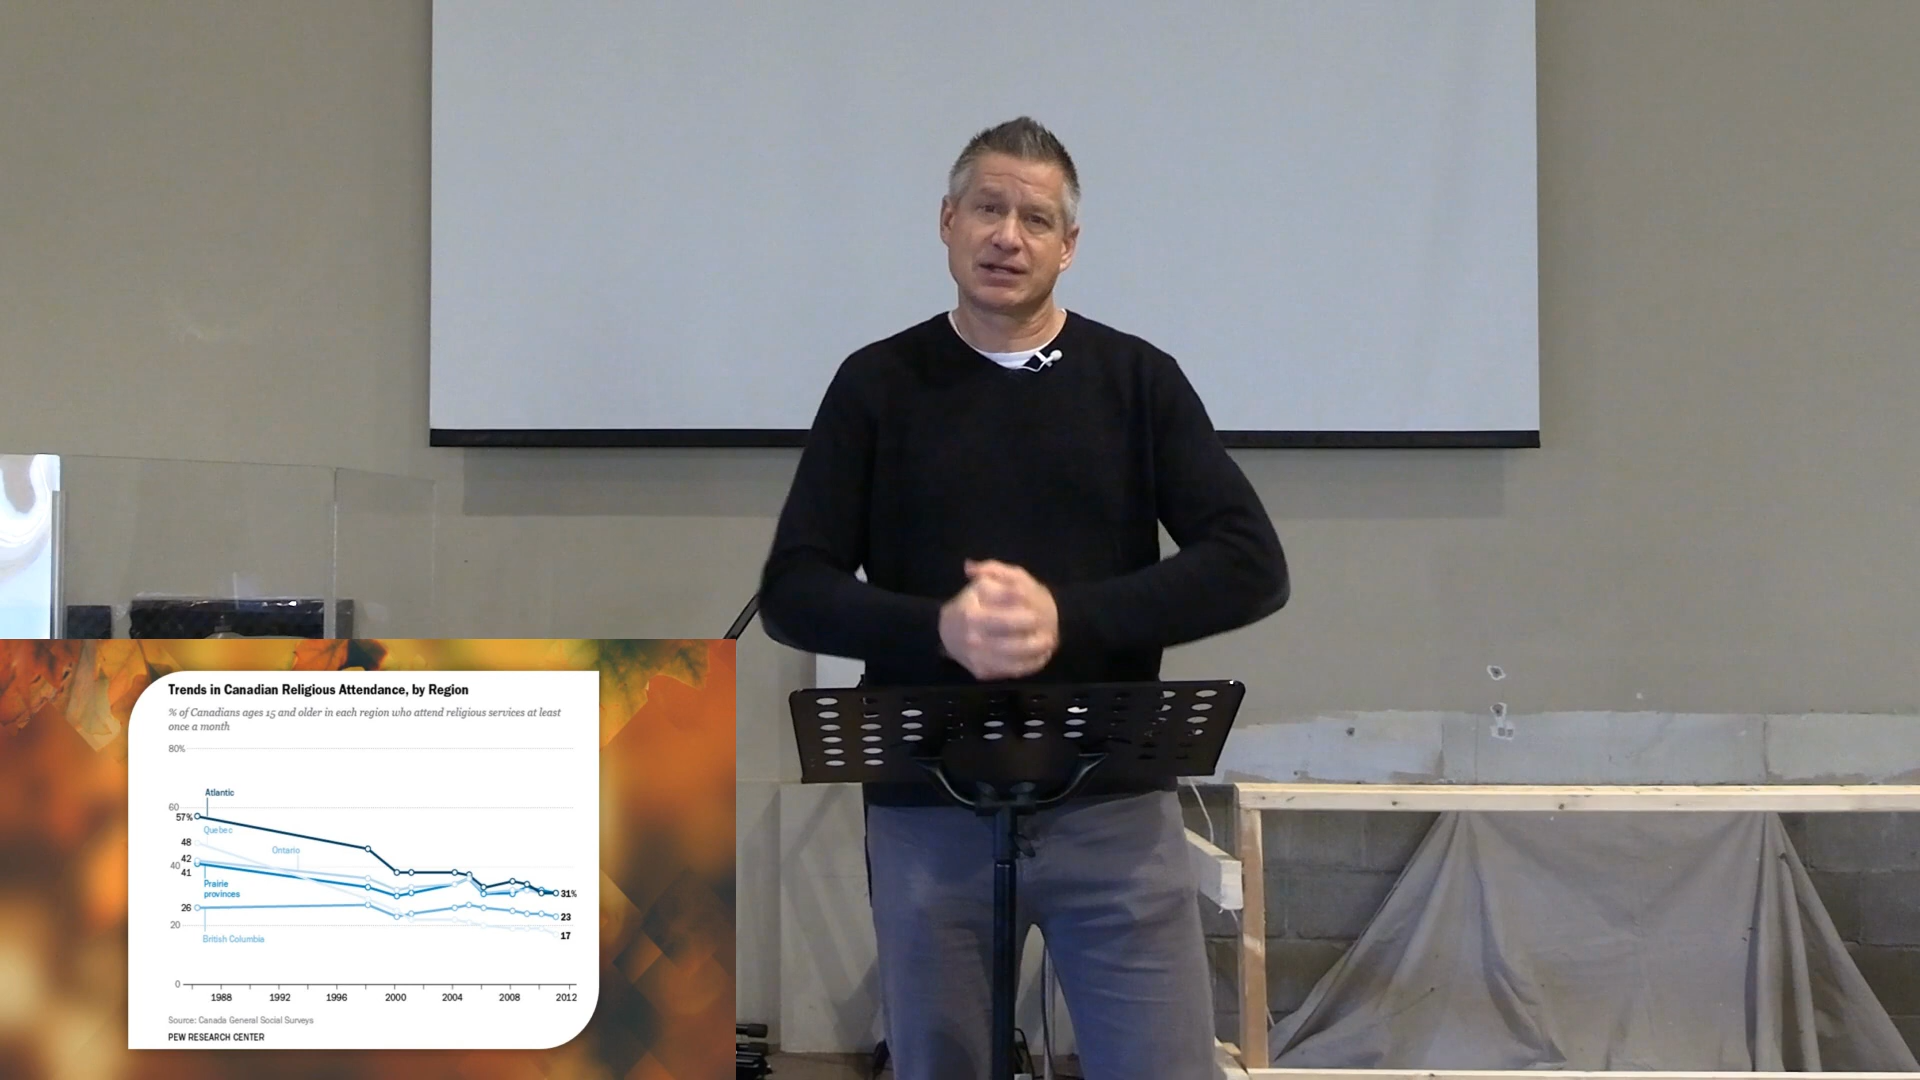 Trends in Canadian Religious Attendance, by Region
% of Canadians ages 15 and older in each region who attend religious services at least
once a month
80%
Atlantic
60
57%
Quebec
48
Ontario
42
40
41
Prairie
provinces
31%
26
23
20
17
British Columbia
0
1988 1992 1996 2000 2004 2008 2012
Source: Canada General Social Surveys
PEW RESEARCH CENTER